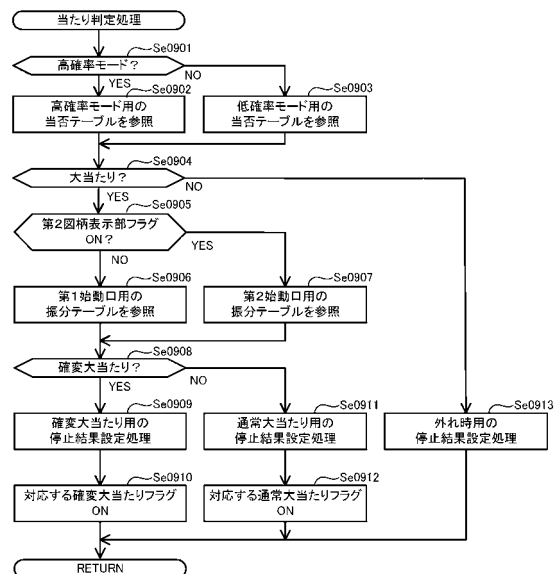 当たり判定処理
Se0901
高確率モード?
YES
NO
Se0902
高確率モード用の
当否テーブルを参照
Se0903
低確率モード用の
当否テーブルを参照
Se0904
大当たり?
YES
NO
Se0905
第2図柄表示部フラグ
ON?
NO
YES
Se0906
第1始動口用の
振分テーブルを参照
Se0907
第2始動口用の
振分テーブルを参照
Se0908
確変大当たり?
YES
NO
Se0909
確変大当たり用の
停止結果設定処理
Se0911
通常大当たり用の
停止結果設定処理
Se0913
外れ時用の
停止結果設定処理
Se0910
対応する確変大当たりフラグ
ON
Se0912
対応する通常大当たりフラグ
ON
RETURN